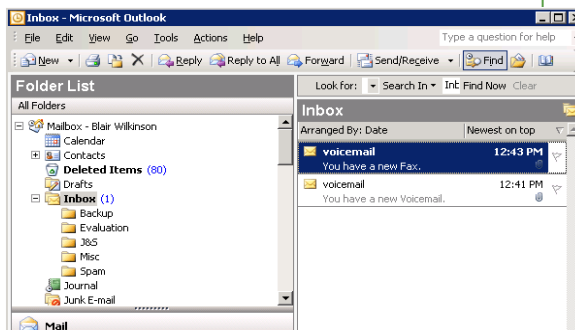 Inbox - Microsoft Outlook
File Edit View Go Tools Actions Help Type a question for help
New Reply Reply to All Forward Send/Receive Find
Folder List
All Folders
Mailbox - Blair Wilkinson
Calendar
Contacts
Deleted Items (80)
Drafts
Inbox (1)
Backup
Evaluation
J&S
Misc
Spam
Journal
Junk E-mail
Mail
Look for: Search In Find Now Clear
Inbox
Arranged By: Date Newest on top
voicemail 12:43 PM
You have a new Fax.
voicemail 12:41 PM
You have a new Voicemail.